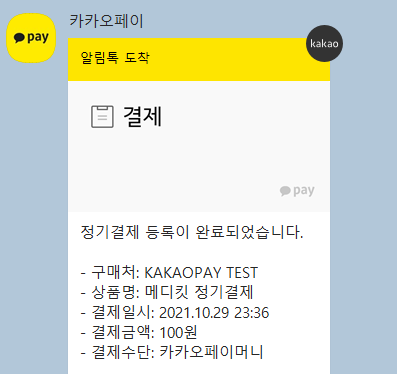 pay
카카오페이
알림톡 도착
kakao
결제
pay
정기결제 등록이 완료되었습니다.
- 구매처: KAKAOPAY TEST
- 상품명: 메디킷 정기결제
- 결제일시: 2021.10.29 23:36
- 결제금액: 100원
- 결제수단: 카카오페이머니